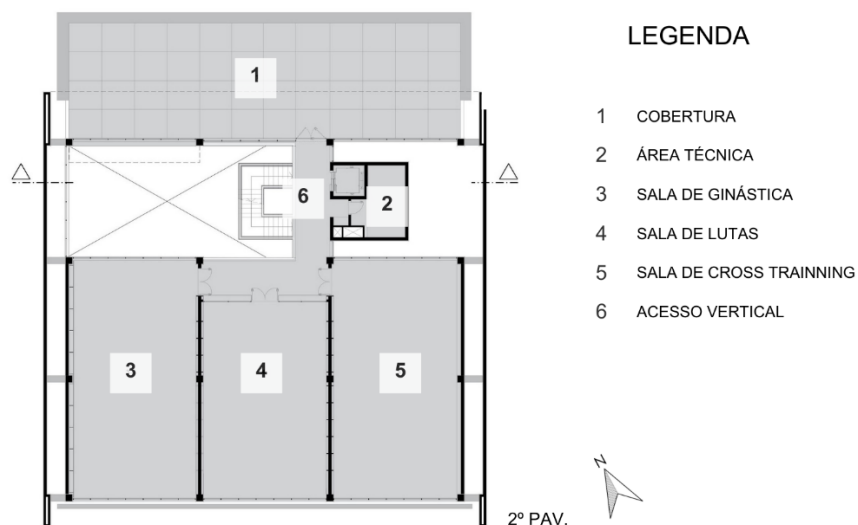 LEGENDA
1 COBERTURA
2 ÁREA TÉCNICA
3 SALA DE GINÁSTICA
4 SALA DE LUTAS
5 SALA DE CROSS TRAINNING
6 ACESSO VERTICAL
1
6
2
3
4
5
N
2º PAV.